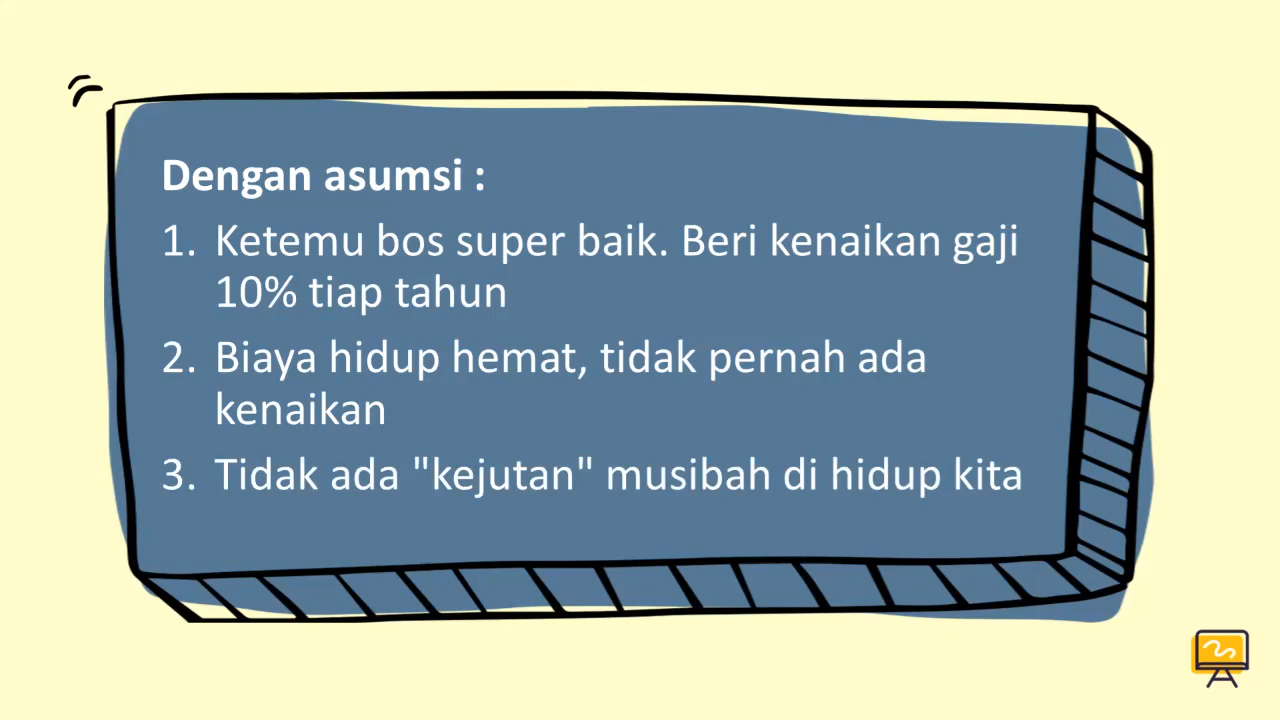 Dengan asumsi :
1. Ketemu bos super baik. Beri kenaikan gaji
10% tiap tahun
2. Biaya hidup hemat, tidak pernah ada
kenaikan
3. Tidak ada "kejutan" musibah di hidup kita